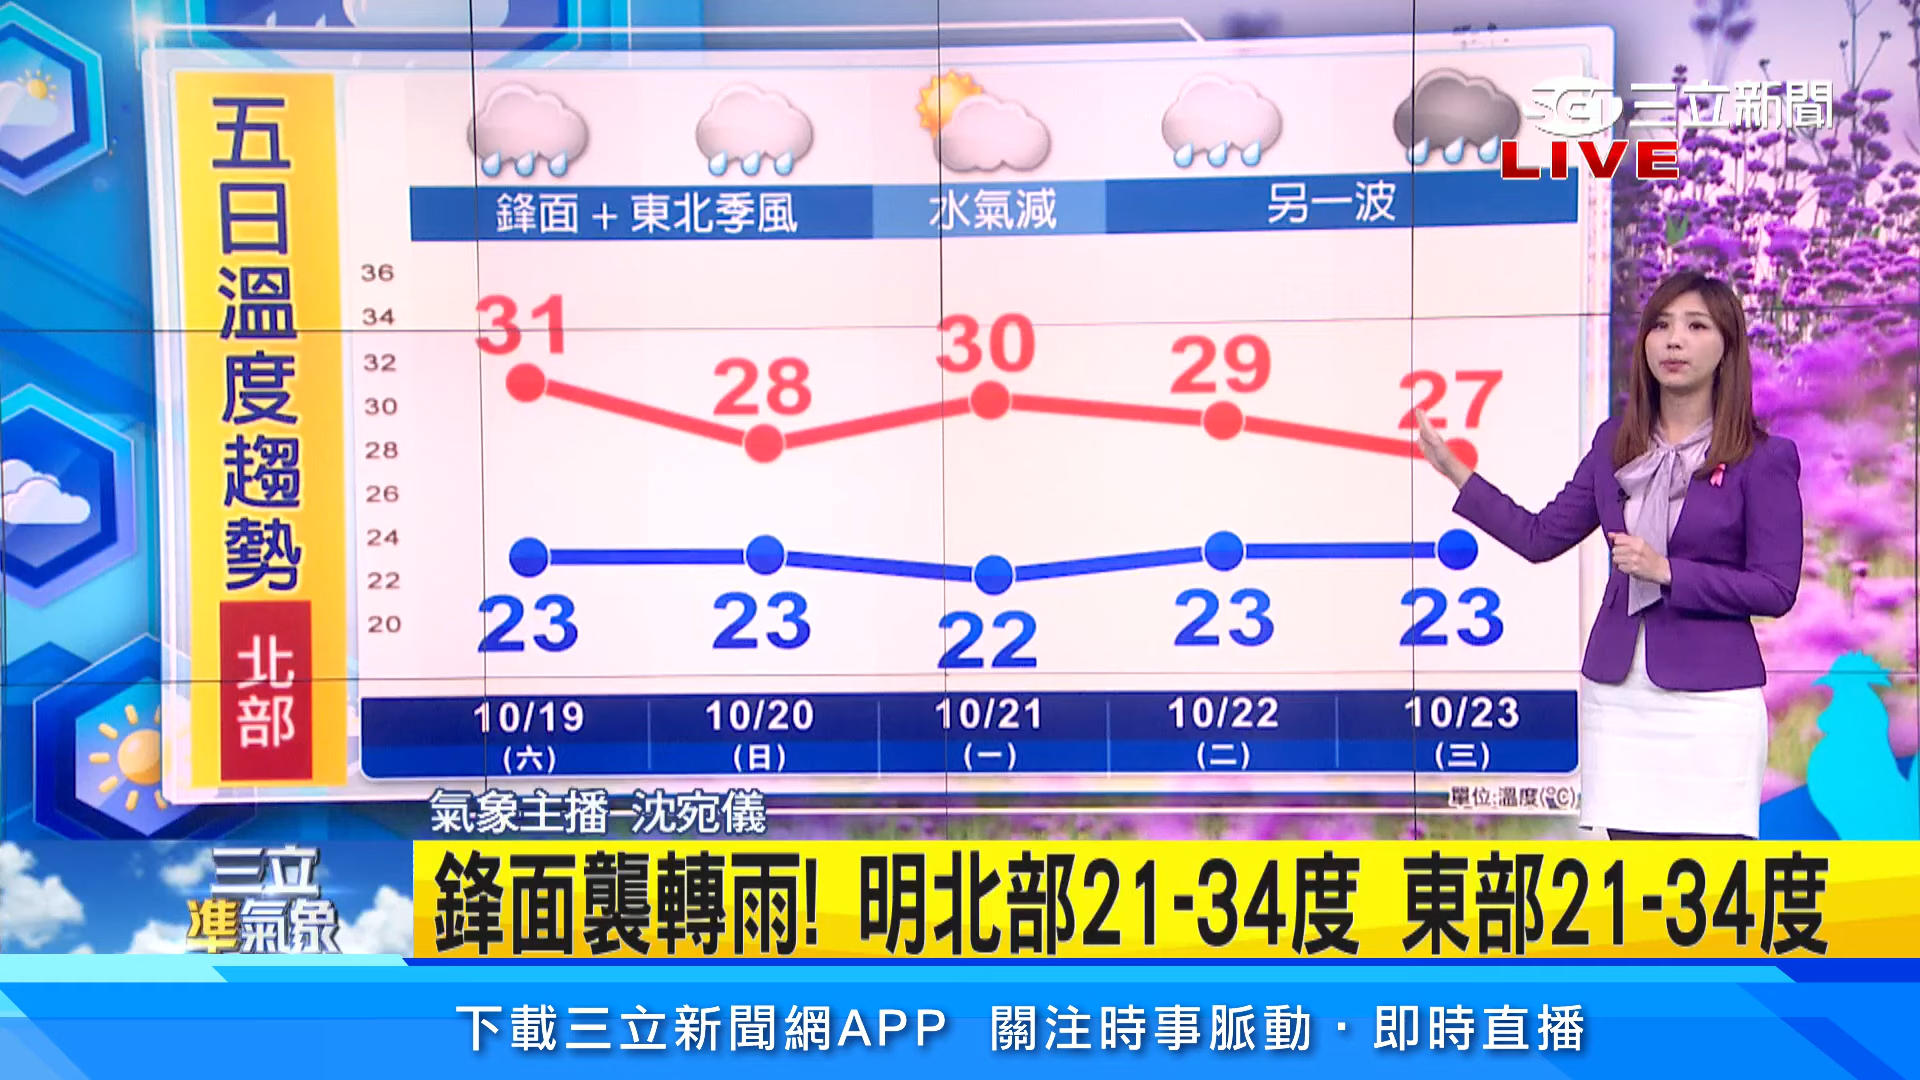 SET三立新聞
LIVE
五日溫度趨勢
北部
鋒面+東北季風
水氣減
另一波
36
34
32
30
28
26
24
22
20
31
28
30
29
27
23
23
22
23
23
10/19
(六)
10/20
(日)
10/21
(一)
10/22
(二)
10/23
(三)
單位:溫度(°C)
氣象主播 沈宛儀
三立
準氣象
鋒面襲轉雨! 明北部21-34度 東部21-34度
下載三立新聞網APP 關注時事脈動·即時直播